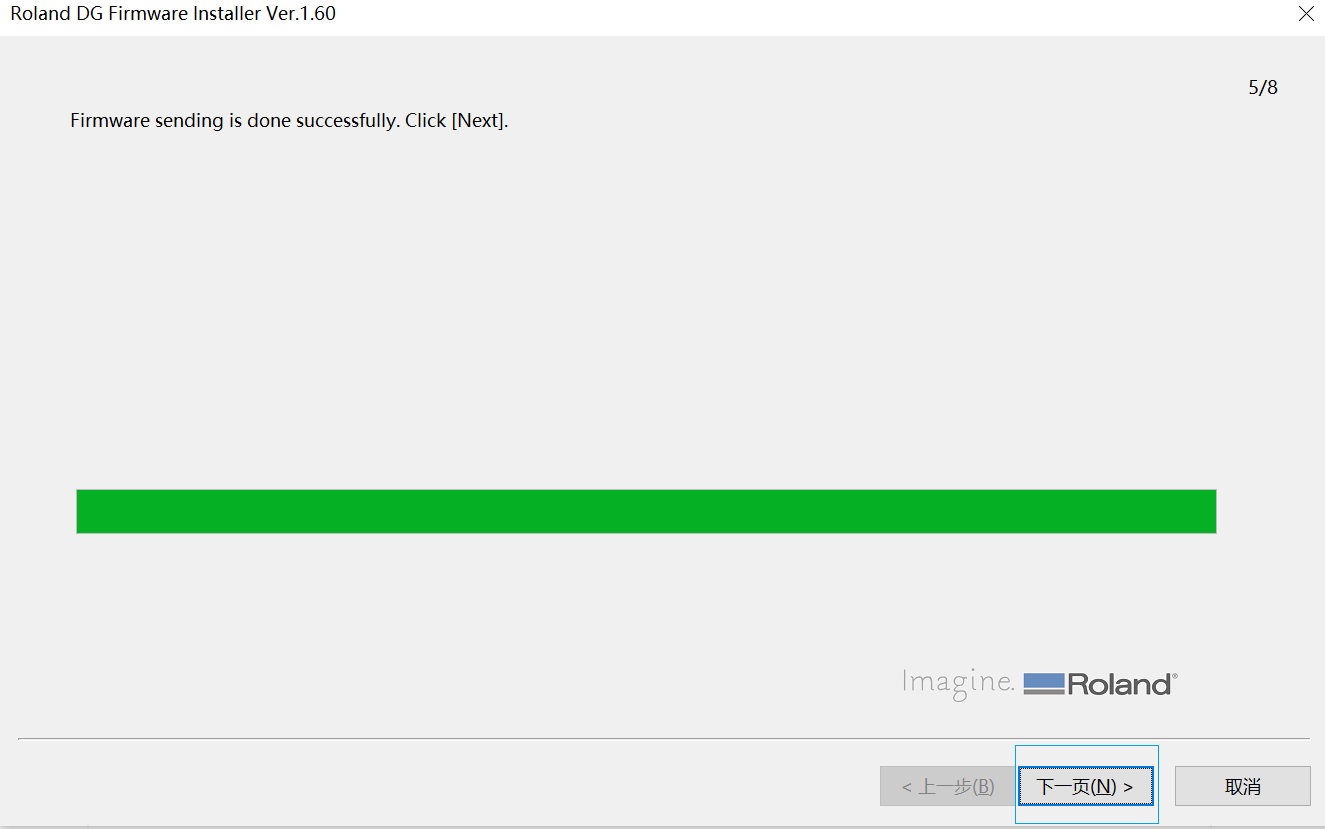 Roland DG Firmware Installer Ver.1.60
5/8
Firmware sending is done successfully. Click [Next].
Imagine. Roland®
< 上一步(B) 下一页(N) > 取消